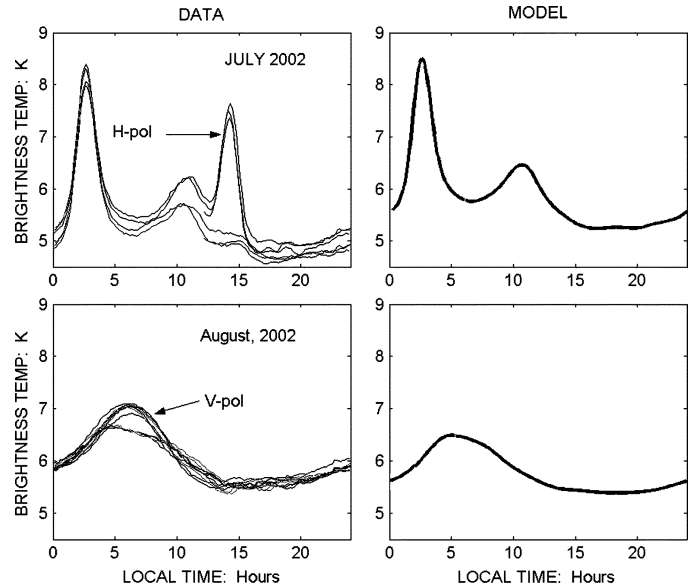 DATA
MODEL
BRIGHTNESS TEMP: K
9
8
7
6
5
JULY 2002
H-pol
0 5 10 15 20
0 5 10 15 20
9
8
7
6
5
BRIGHTNESS TEMP: K
9
8
7
6
5
August, 2002
V-pol
0 5 10 15 20
LOCAL TIME: Hours
9
8
7
6
5
0 5 10 15 20
LOCAL TIME: Hours